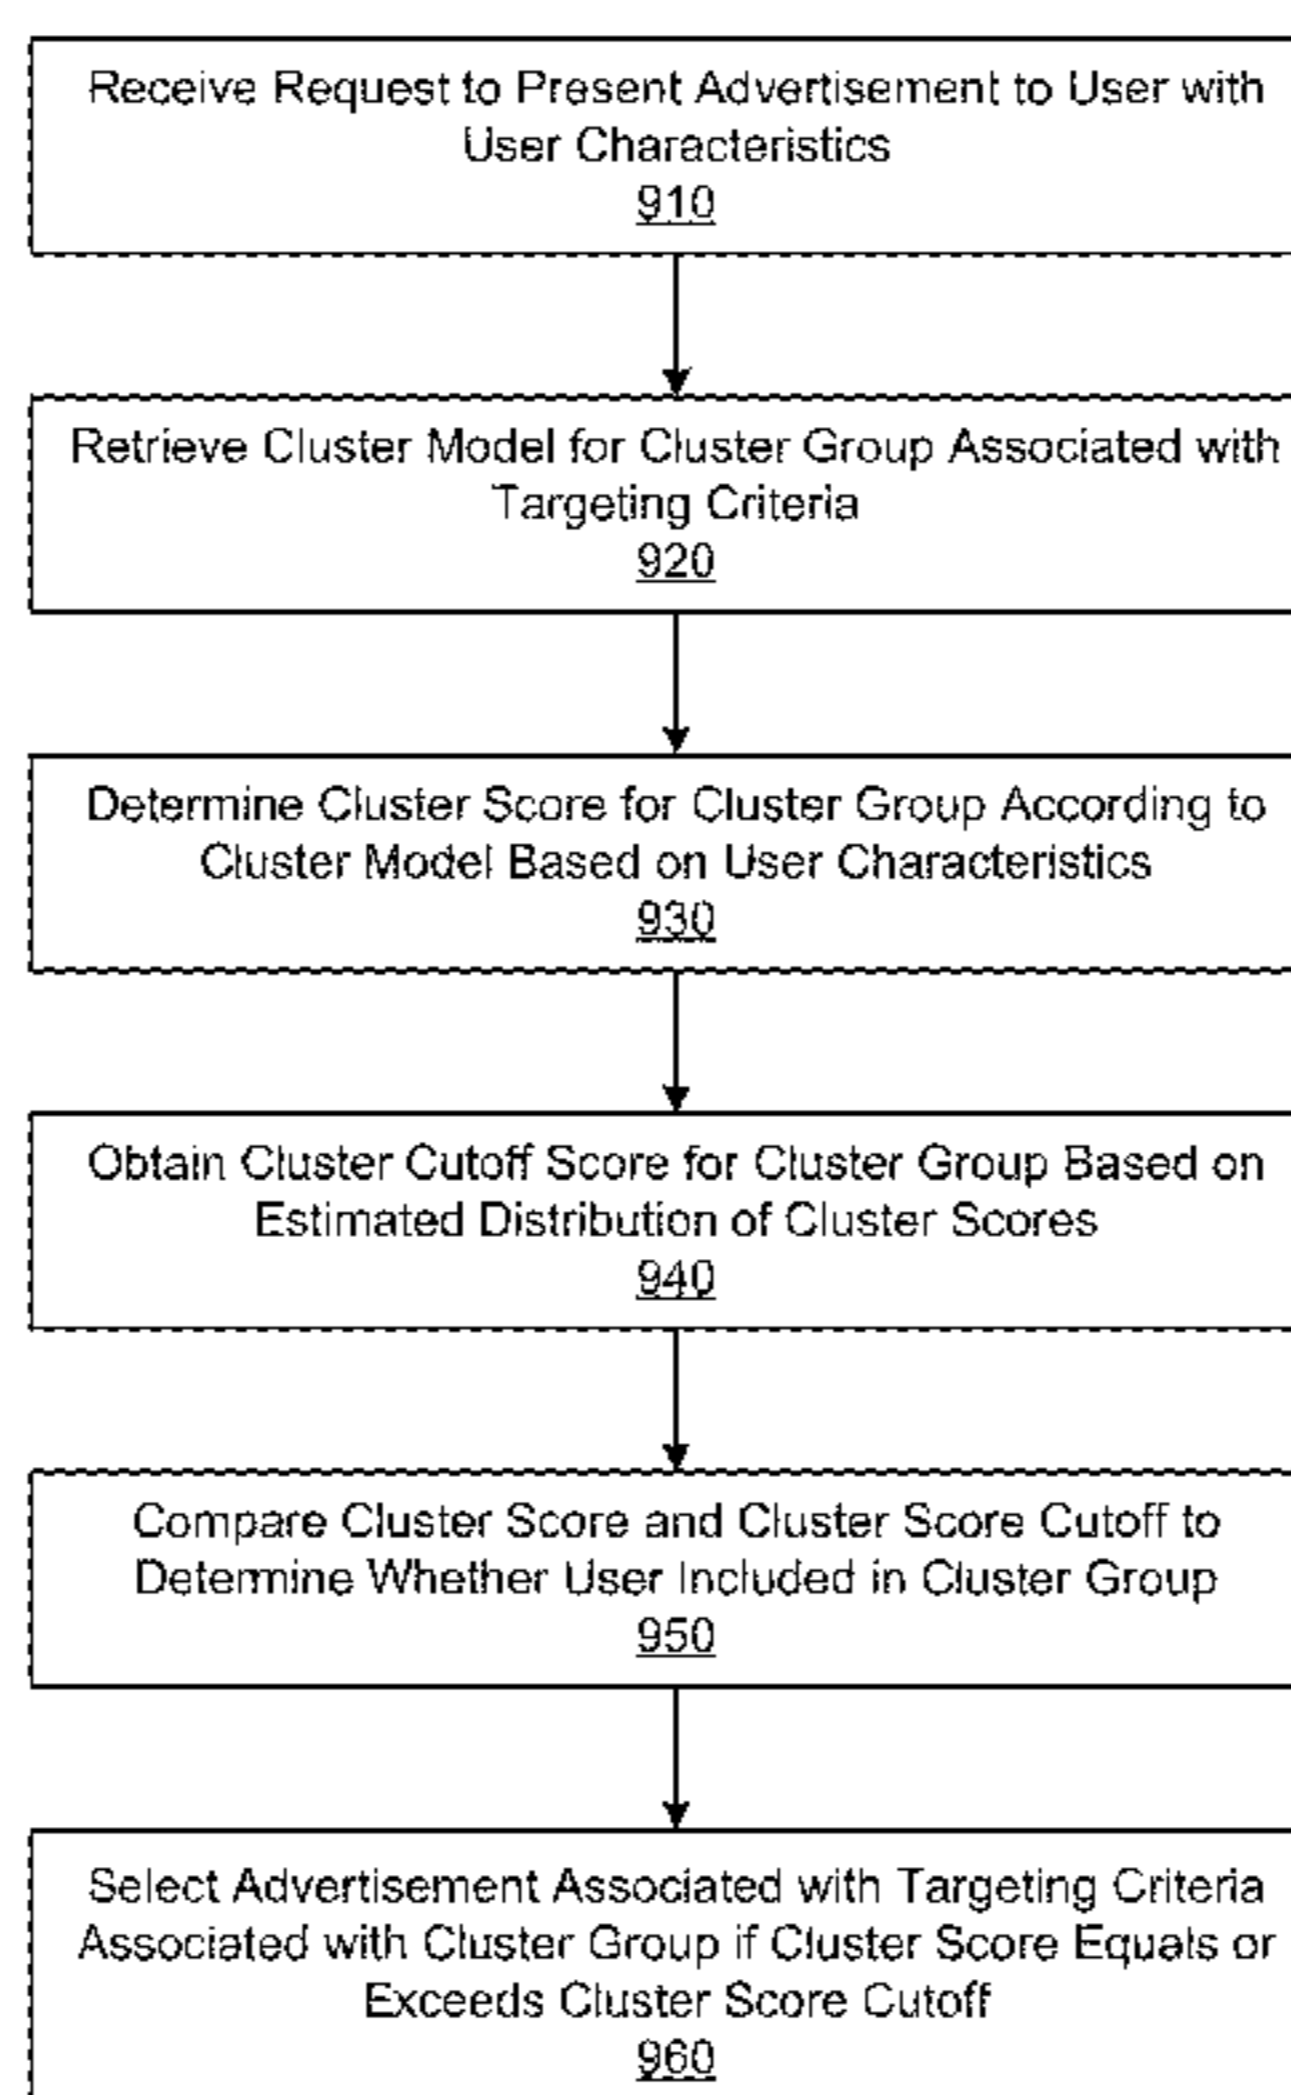 Receive Request to Present Advertisement to User with
User Characteristics
910
Retrieve Cluster Model for Cluster Group Associated with
Targeting Criteria
920
Determine Cluster Score for Cluster Group According to
Cluster Model Based on User Characteristics
930
Obtain Cluster Cutoff Score for Cluster Group Based on
Estimated Distribution of Cluster Scores
940
Compare Cluster Score and Cluster Score Cutoff to
Determine Whether User Included in Cluster Group
950
Select Advertisement Associated with Targeting Criteria
Associated with Cluster Group if Cluster Score Equals or
Exceeds Cluster Score Cutoff
960